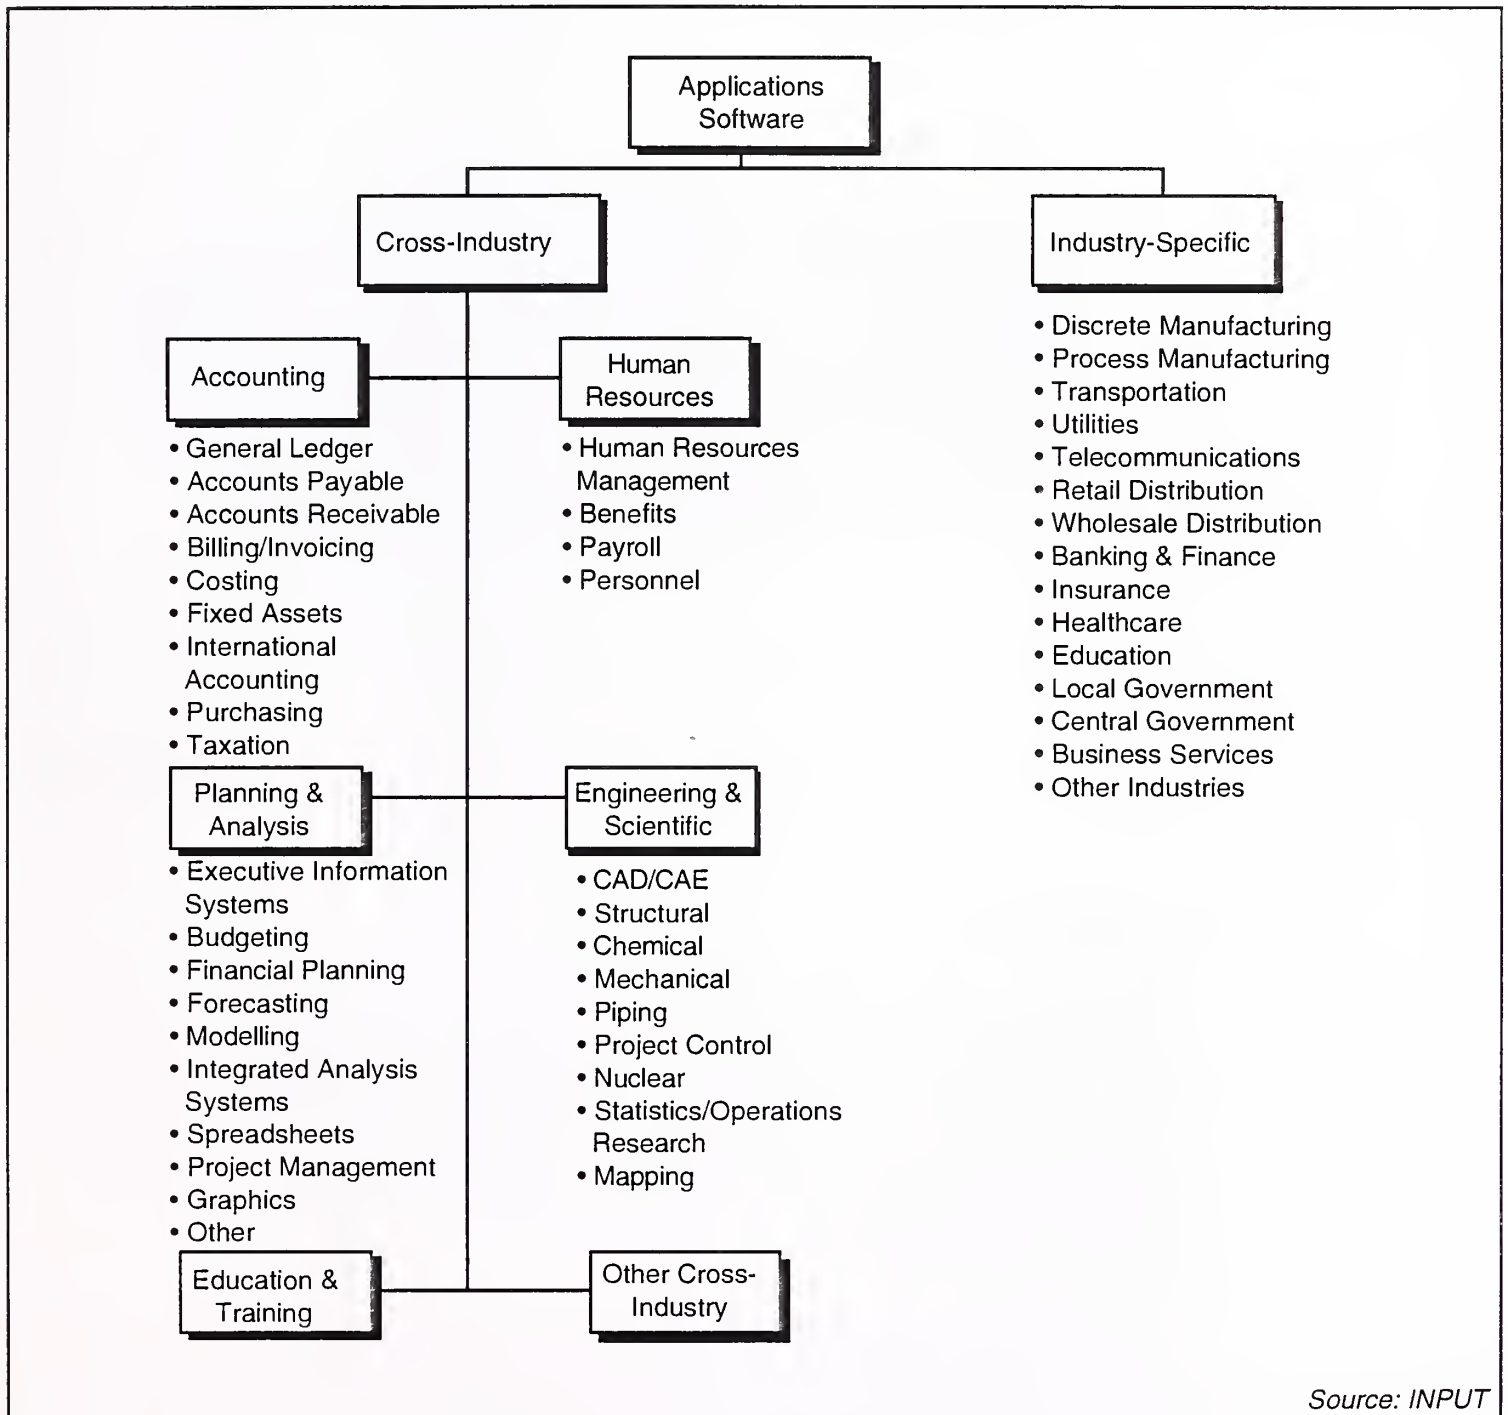 Applications
Software
Cross-Industry
Industry-Specific
Accounting
• General Ledger
• Accounts Payable
• Accounts Receivable
• Billing/Invoicing
• Costing
• Fixed Assets
• International
Accounting
• Purchasing
• Taxation
Human
Resources
• Human Resources
Management
• Benefits
• Payroll
• Personnel
Planning &
Analysis
• Executive Information
Systems
• Budgeting
• Financial Planning
• Forecasting
• Modelling
• Integrated Analysis
Systems
• Spreadsheets
• Project Management
• Graphics
• Other
Engineering &
Scientific
• CAD/CAE
• Structural
• Chemical
• Mechanical
• Piping
• Project Control
• Nuclear
• Statistics/Operations
Research
• Mapping
Education &
Training
Other Cross-
Industry
• Discrete Manufacturing
• Process Manufacturing
• Transportation
• Utilities
• Telecommunications
• Retail Distribution
• Wholesale Distribution
• Banking & Finance
• Insurance
• Healthcare
• Education
• Local Government
• Central Government
• Business Services
• Other Industries
Source: INPUT